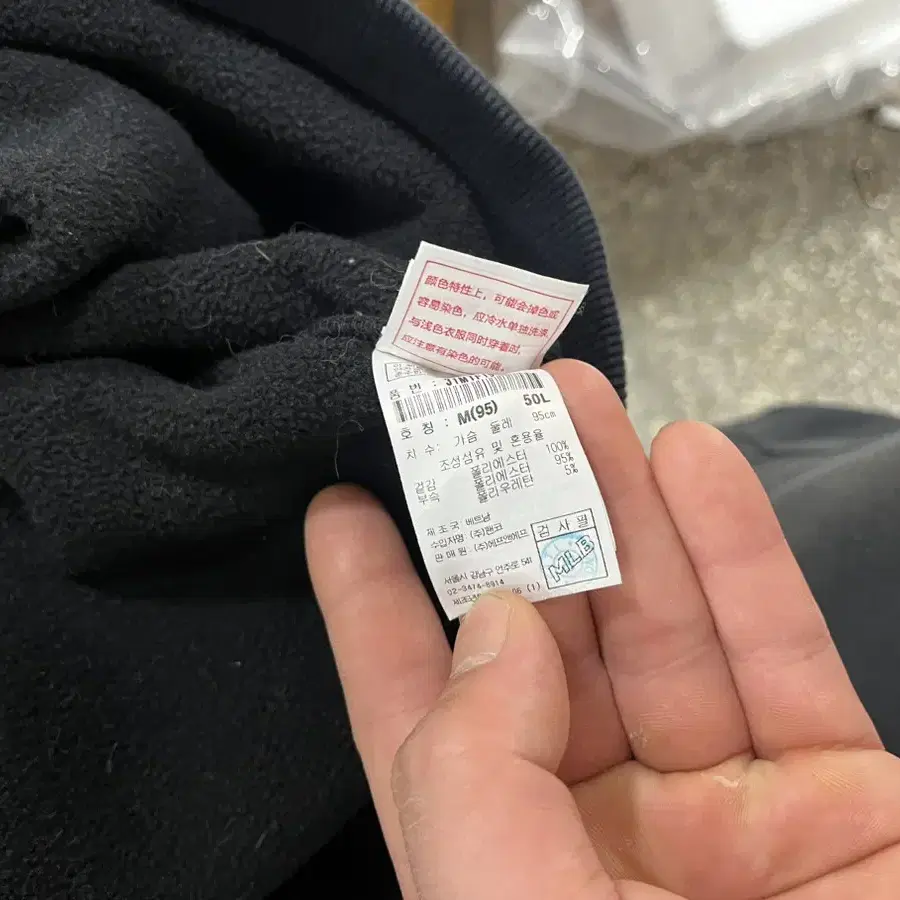 颜色特性上，可能会掉色或
容易染色，应冷水单独洗涤
与浅色衣服同时穿着时，
应注意有染色的可能。
품 번 :
호 칭 : M(95) 50L
치 수 : 가슴 둘레 95cm
조성섬유 및 혼용율
겉감 폴리에스터 100%
부속 폴리에스터 95%
폴리우레탄 5%
제 조 국 : 베트남
수입자명 : (주)팬코
판 매 원 : (주)에프앤에프
검 사 필
MLB
서울시 강남구 언주로 541
02-3474-8914
06 (1)